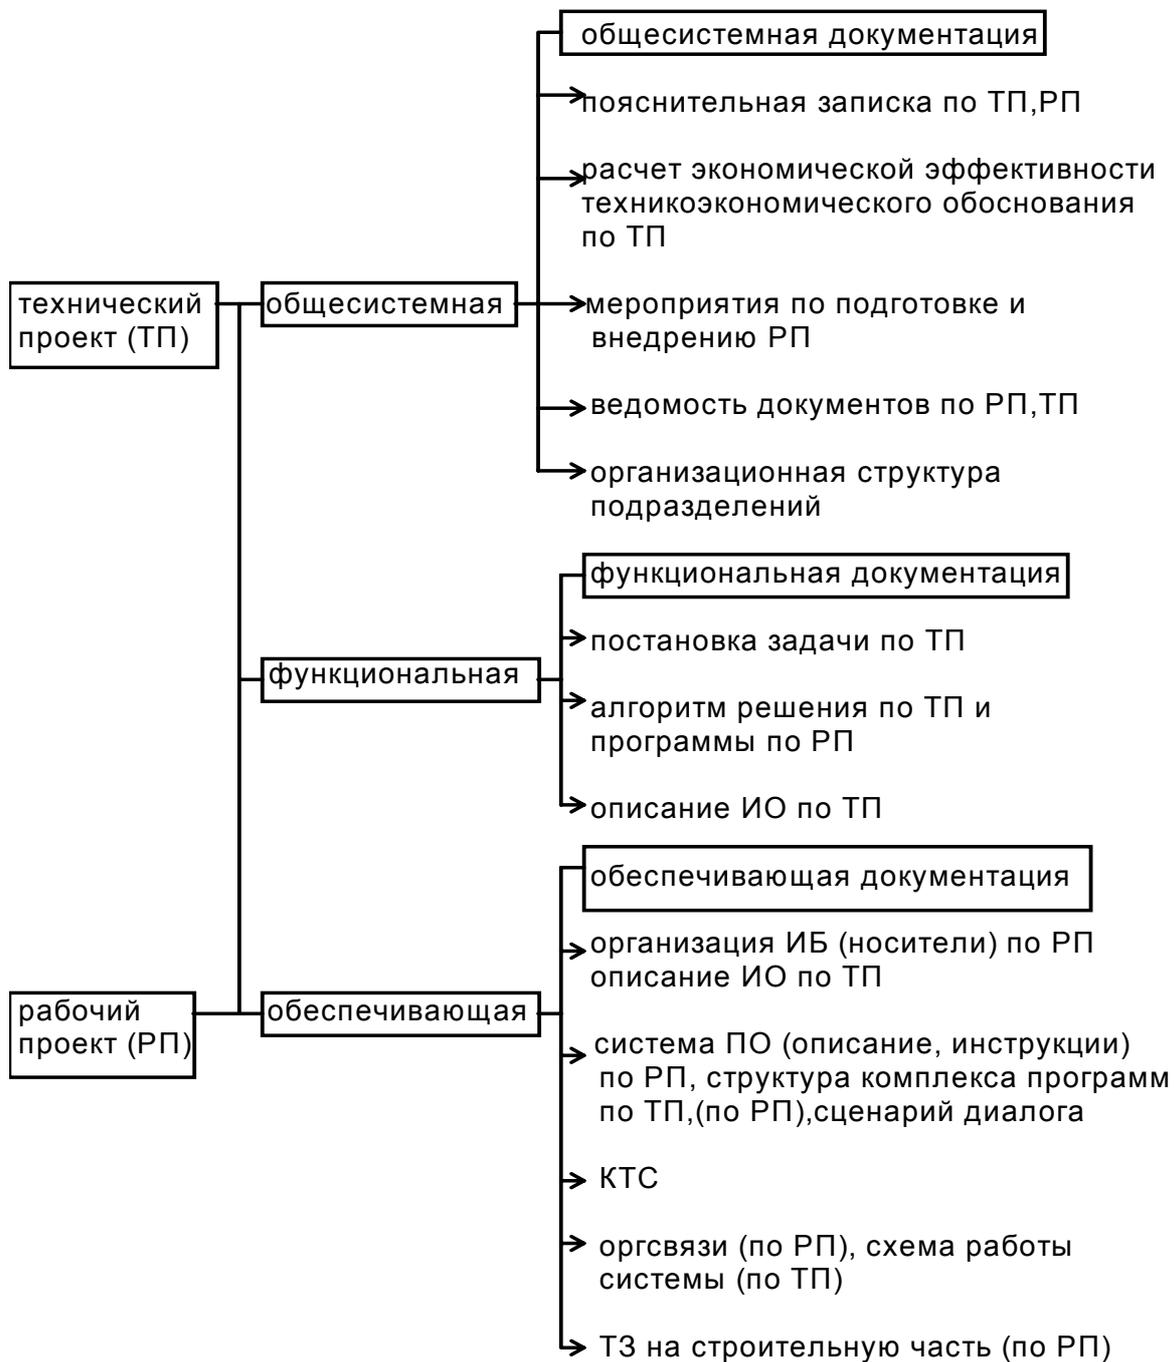 общесистемная документация
пояснительная записка по ТП,РП
расчет экономической эффективности
техникоэкономического обоснования
по ТП
технический
проект (ТП)
общесистемная
мероприятия по подготовке и
внедрению РП
ведомость документов по РП,ТП
организационная структура
подразделений
функциональная документация
постановка задачи по ТП
функциональная
алгоритм решения по ТП и
программы по РП
описание ИО по ТП
обеспечивающая документация
организация ИБ (носители) по РП
описание ИО по ТП
рабочий
проект (РП)
обеспечивающая
система ПО (описание, инструкции)
по РП, структура комплекса программ
по ТП,(по РП),сценарий диалога
КТС
оргсвязи (по РП), схема работы
системы (по ТП)
ТЗ на строительную часть (по РП)